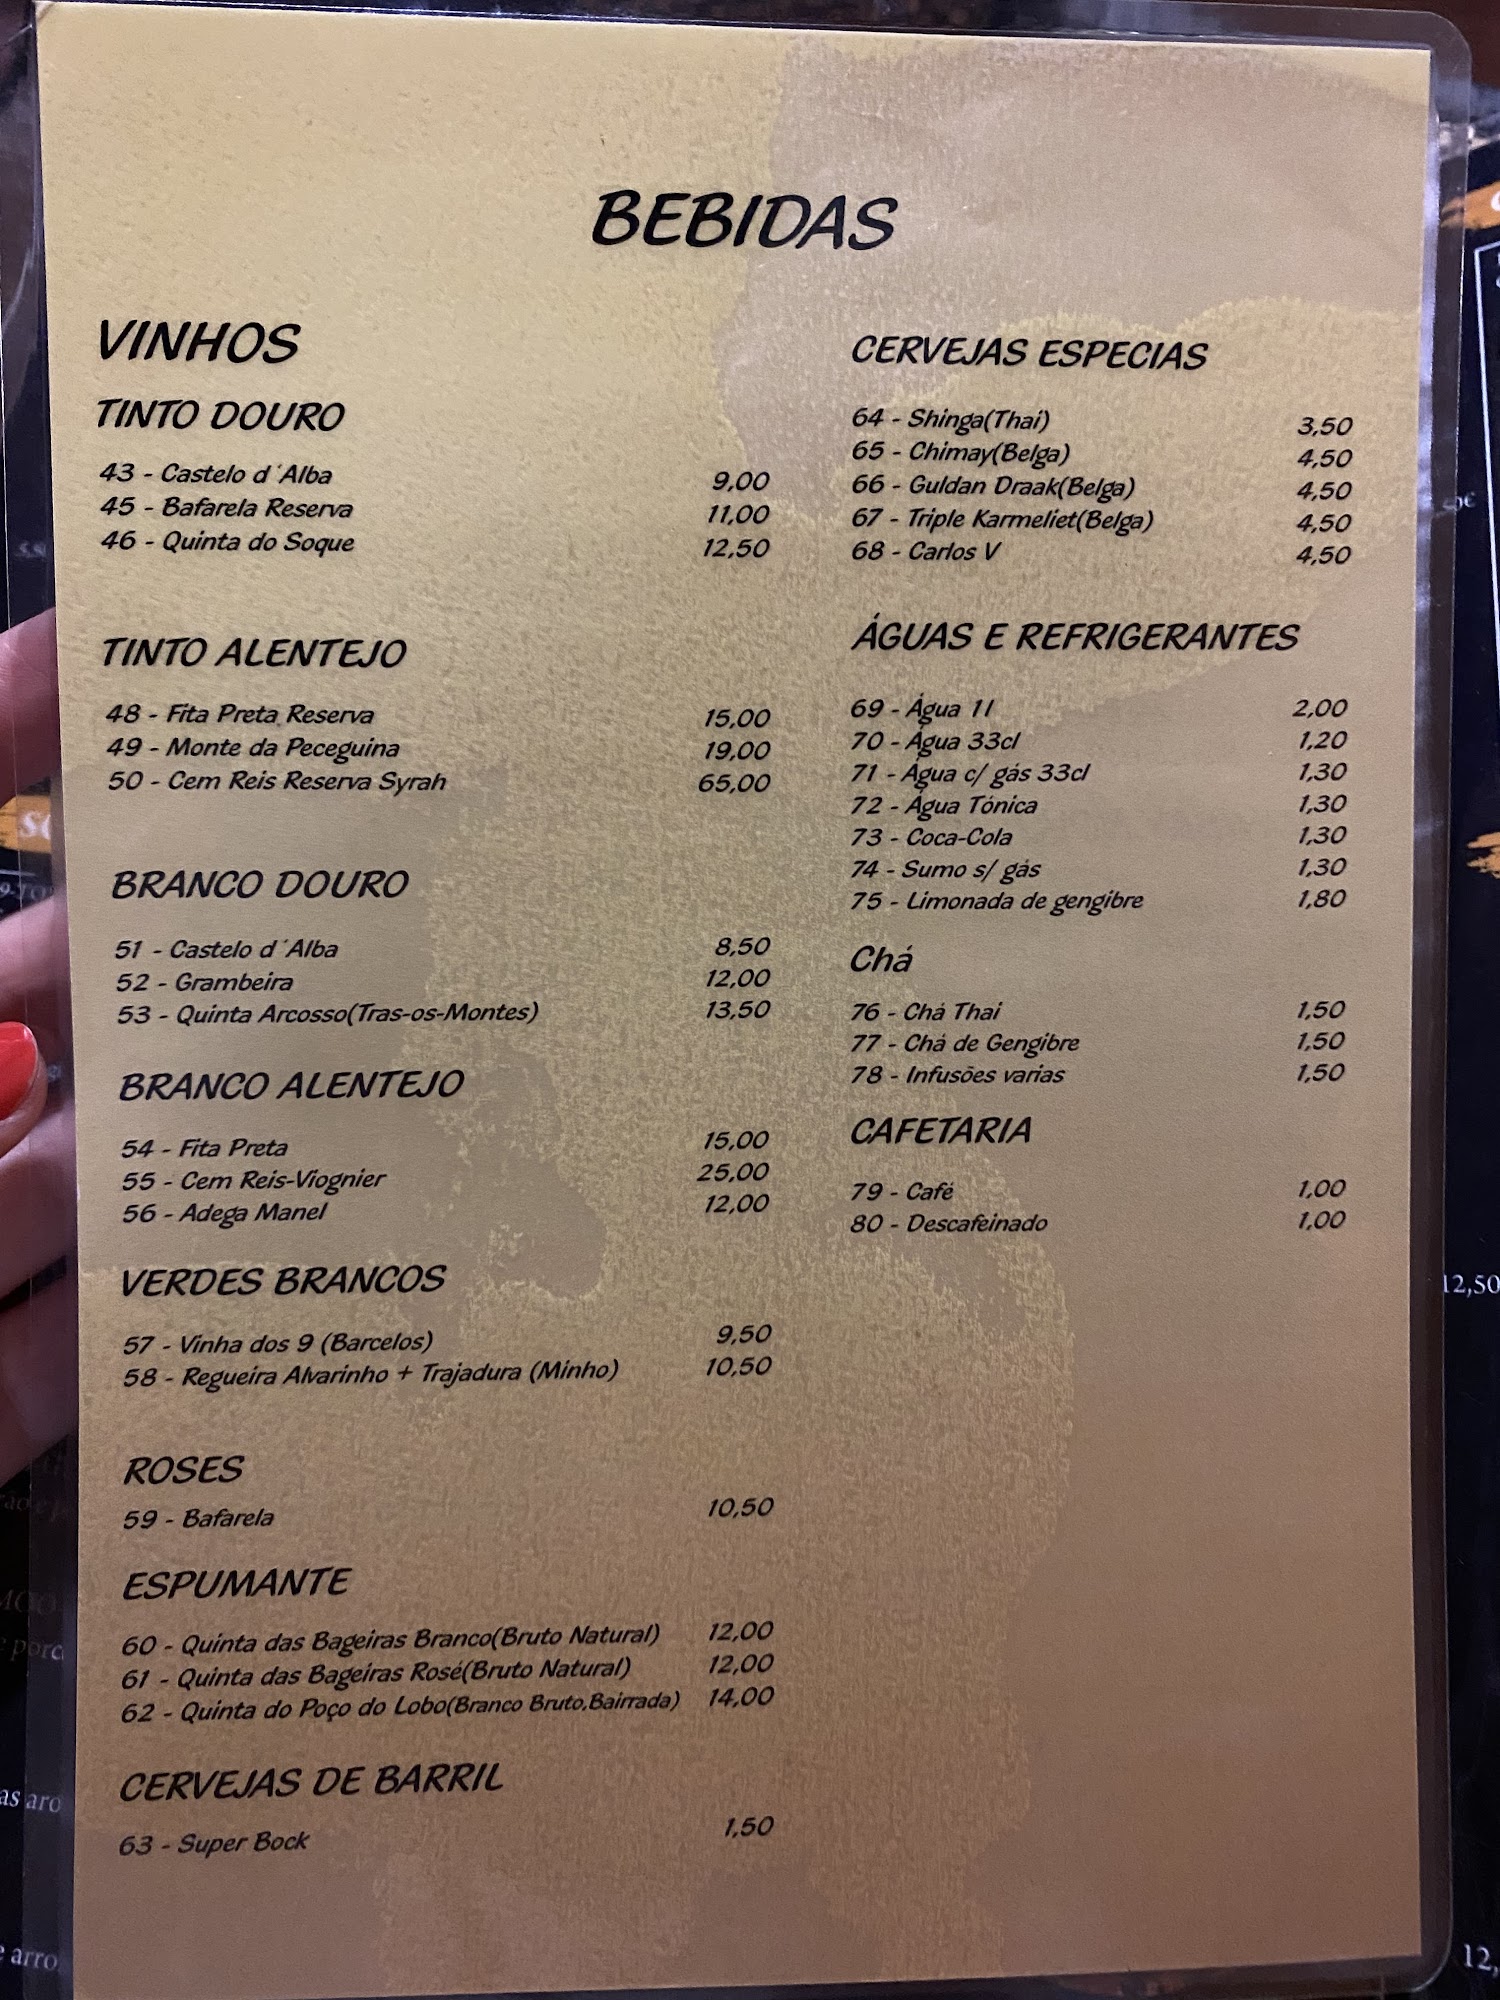 BEBIDAS
VINHOS
TINTO DOURO
43 - Castelo d´Alba 9,00
45 - Bafarela Reserva 11,00
46 - Quinta do Soque 12,50
TINTO ALENTEJO
48 - Fita Preta Reserva 15,00
49 - Monte da Peceguina 19,00
50 - Cem Reis Reserva Syrah 65,00
BRANCO DOURO
51 - Castelo d´Alba 8,50
52 - Grambeira 12,00
53 - Quinta Arcosso(Tras-os-Montes) 13,50
BRANCO ALENTEJO
54 - Fita Preta 15,00
55 - Cem Reis-Viognier 25,00
56 - Adega Manel 12,00
VERDES BRANCOS
57 - Vinha dos 9 (Barcelos) 9,50
58 - Regueira Alvarinho + Trajadura (Minho) 10,50
ROSES
59 - Bafarela 10,50
ESPUMANTE
60 - Quinta das Bageiras Branco(Bruto Natural) 12,00
61 - Quinta das Bageiras Rosé(Bruto Natural) 12,00
62 - Quinta do Poço do Lobo(Branco Bruto,Bairrada) 14,00
CERVEJAS DE BARRIL
63 - Super Bock 1,50
CERVEJAS ESPECIAS
64 - Shinga(Thai) 3,50
65 - Chimay(Belga) 4,50
66 - Guldan Draak(Belga) 4,50
67 - Triple Karmeliet(Belga) 4,50
68 - Carlos V 4,50
ÁGUAS E REFRIGERANTES
69 - Água 1l 2,00
70 - Água 33cl 1,20
71 - Água c/ gás 33cl 1,30
72 - Água Tónica 1,30
73 - Coca-Cola 1,30
74 - Sumo s/ gás 1,30
75 - Limonada de gengibre 1,80
Chá
76 - Chá Thai 1,50
77 - Chá de Gengibre 1,50
78 - Infusões varias 1,50
CAFETARIA
79 - Café 1,00
80 - Descafeinado 1,00
12,50
12,
as aro
e arro